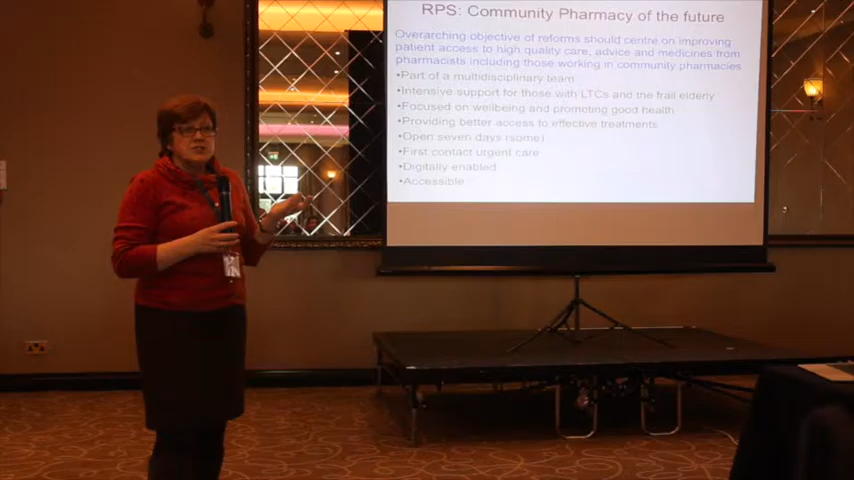 RPS: Community Pharmacy of the future
Overarching objective of reforms should centre on improving
patient access to high quality care, advice and medicines from
pharmacists including those working in community pharmacies
•Part of a multidisciplinary team
•Intensive support for those with LTCs and the frail elderly
•Focused on wellbeing and promoting good health
•Providing better access to effective treatments
•Open seven days (some)
•First contact urgent care
•Digitally enabled
•Accessible